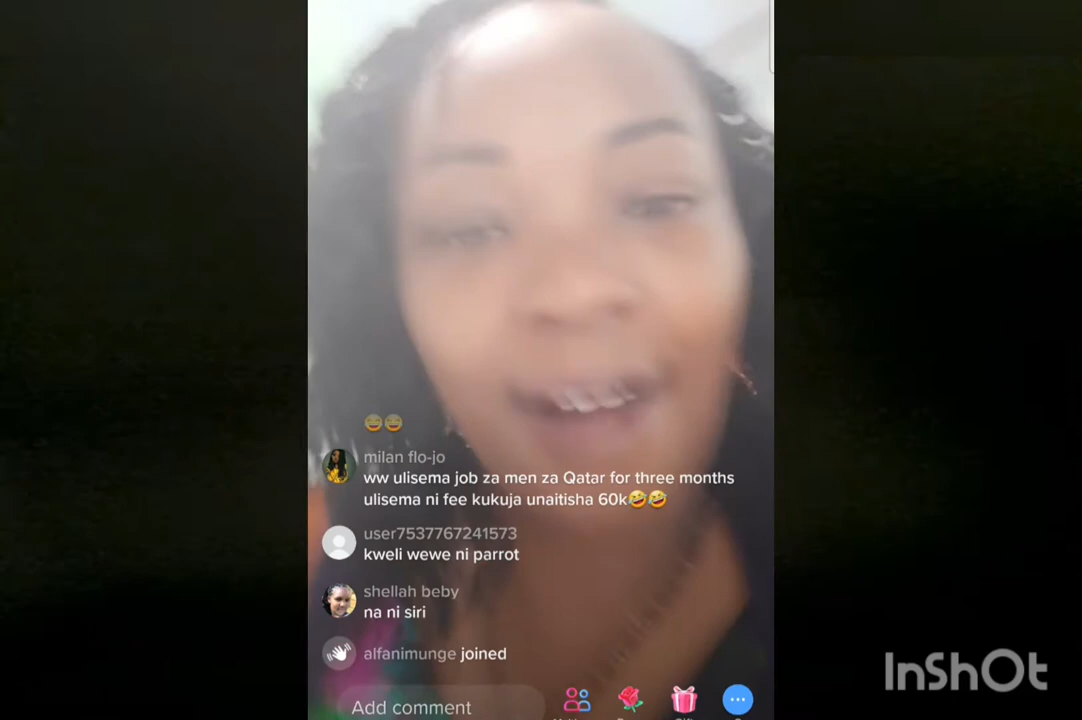 😂😂
milan flo-jo
ww ulisema job za men za Qatar for three months
ulisema ni fee kukuja unaitisha 60k🤣🤣
user7537767241573
kweli wewe ni parrot
shellah beby
na ni siri
alfanimunge joined
Add comment
InShOt